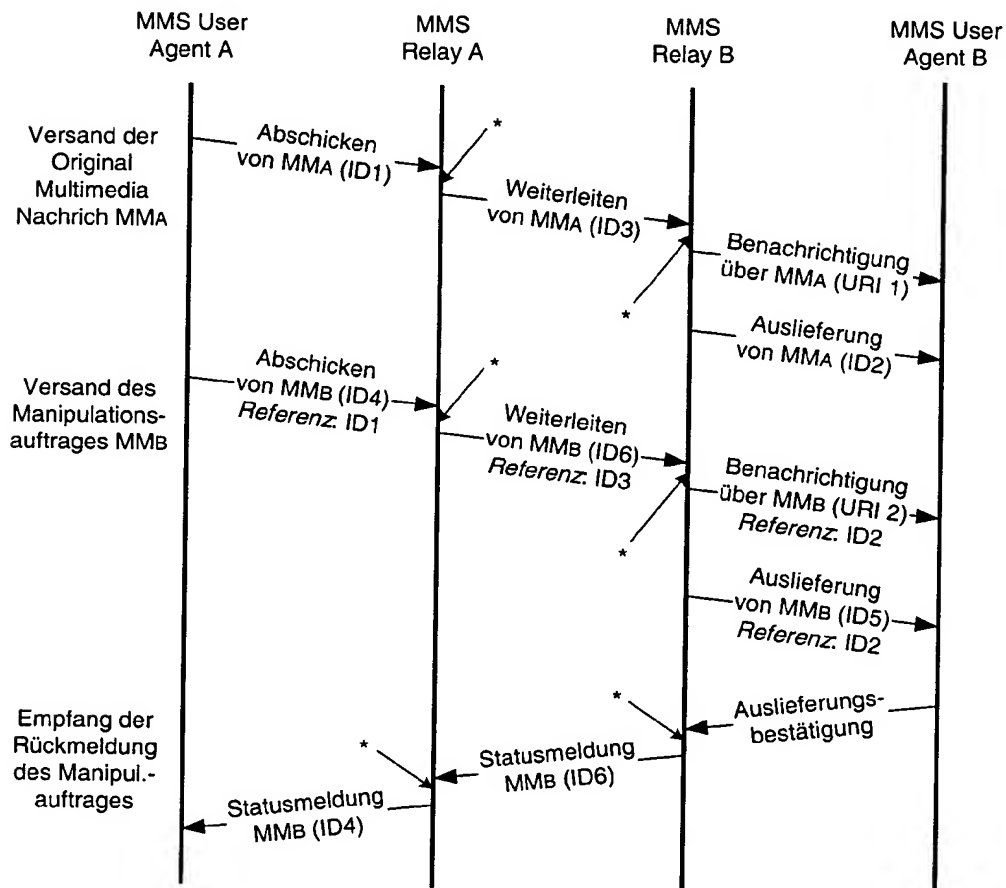 MMS User
Agent A
MMS
Relay A
MMS
Relay B
MMS User
Agent B
Versand der
Original
Multimedia
Nachrich MMA
Abschicken
von MMA (ID1)
*
Weiterleiten
von MMA (ID3)
*
Benachrichtigung
über MMA (URI 1)
Auslieferung
von MMA (ID2)
Versand des
Manipulations-
auftrages MMB
Abschicken
von MMB (ID4)
Referenz: ID1
*
Weiterleiten
von MMB (ID6)
Referenz: ID3
*
Benachrichtigung
über MMB (URI 2)
Referenz: ID2
Auslieferung
von MMB (ID5)
Referenz: ID2
Empfang der
Rückmeldung
des Manipul.-
auftrages
*
Auslieferungs-
bestätigung
*
Statusmeldung
MMB (ID6)
Statusmeldung
MMB (ID4)